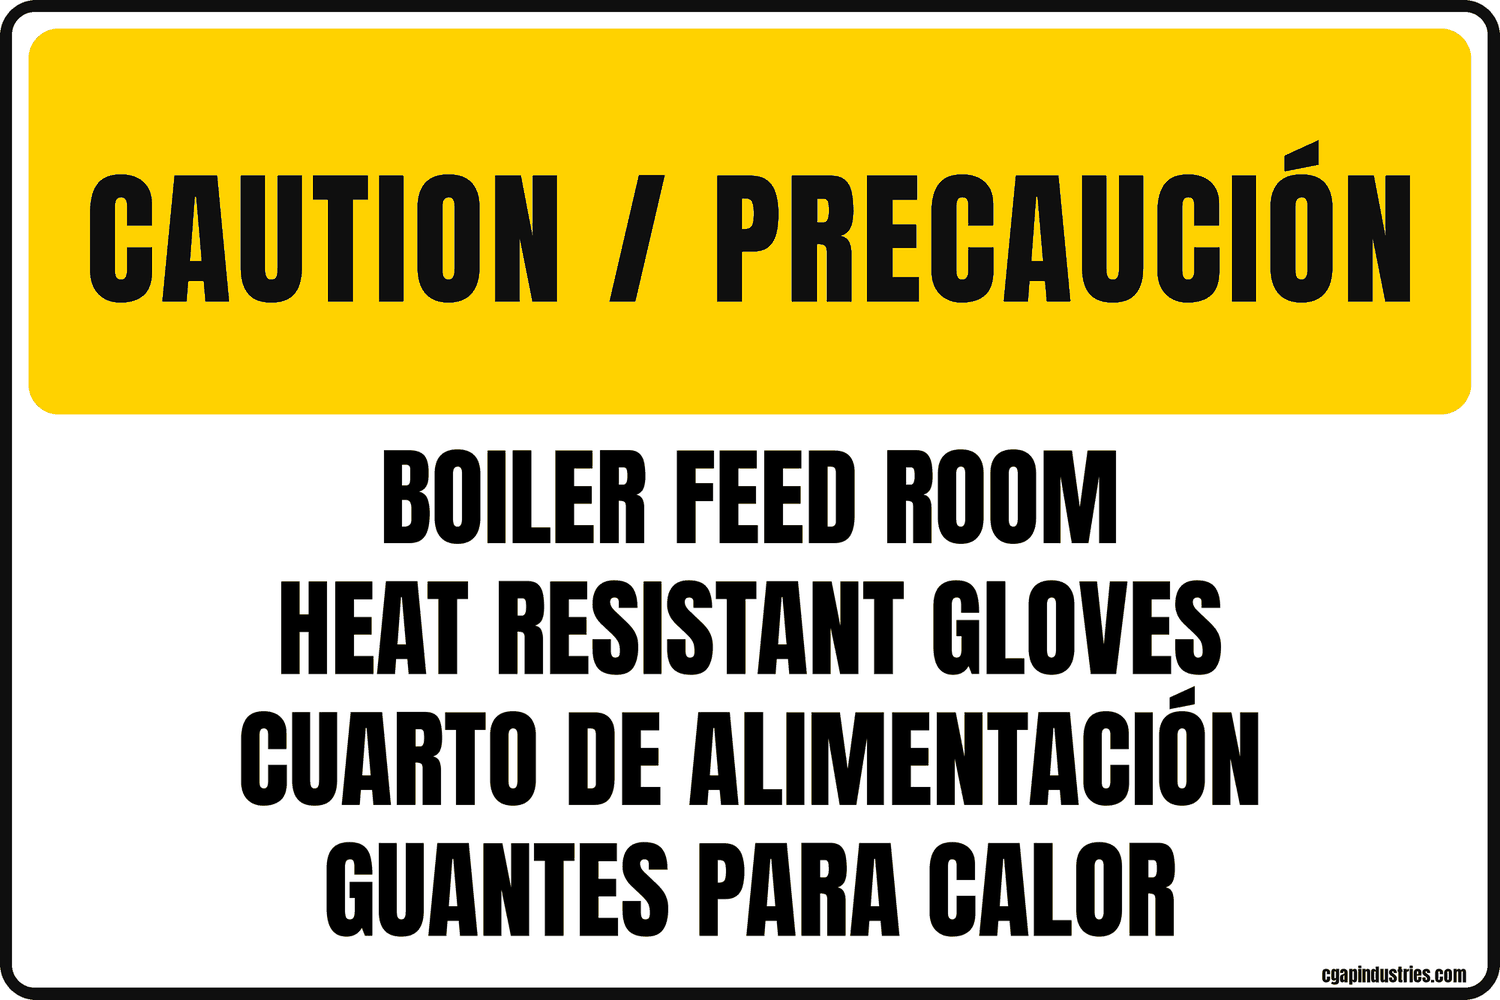 CAUTION / PRECAUCIÓN
BOILER FEED ROOM
HEAT RESISTANT GLOVES
CUARTO DE ALIMENTACIÓN
GUANTES PARA CALOR
cgapindustries.com